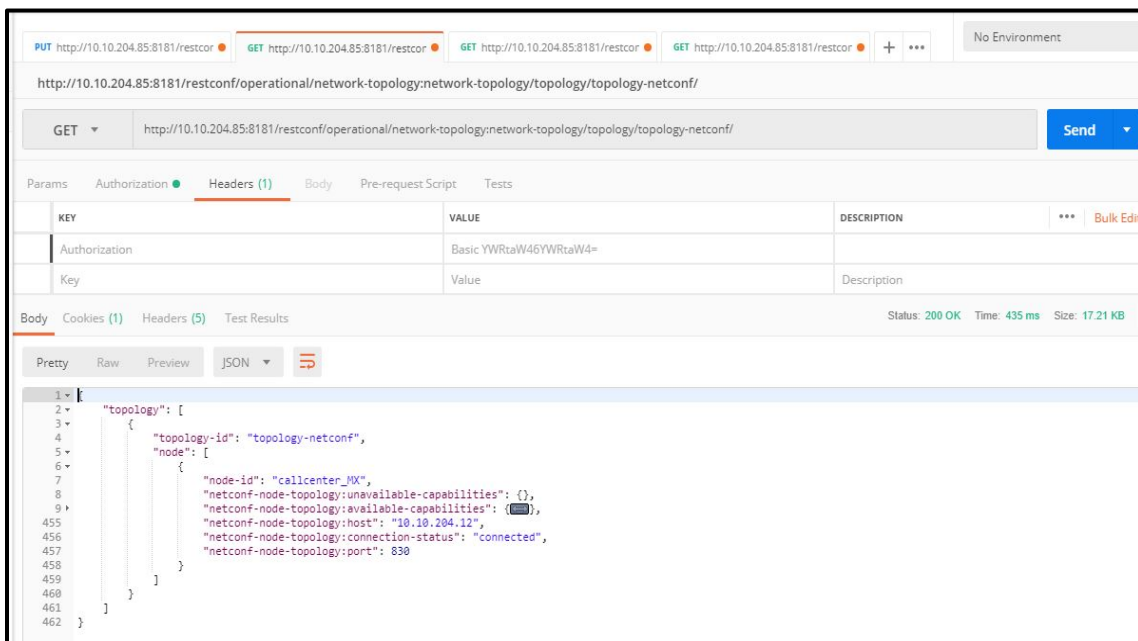 PUT http://10.10.204.85:8181/restcor GET http://10.10.204.85:8181/restcor GET http://10.10.204.85:8181/restcor GET http://10.10.204.85:8181/restcor + ••• No Environment
http://10.10.204.85:8181/restconf/operational/network-topology:network-topology/topology/topology-netconf/
GET http://10.10.204.85:8181/restconf/operational/network-topology:network-topology/topology/topology-netconf/ Send
Params Authorization Headers (1) Body Pre-request Script Tests
KEY VALUE DESCRIPTION ••• Bulk Edi
Authorization Basic YWRtaW46YWRtaW4=
Key Value Description
Body Cookies (1) Headers (5) Test Results Status: 200 OK Time: 435 ms Size: 17.21 KB
Pretty Raw Preview JSON
1 {
2 "topology": [
3 {
4 "topology-id": "topology-netconf",
5 "node": [
6 {
7 "node-id": "callcenter_MX",
8 "netconf-node-topology:unavailable-capabilities": {},
9 "netconf-node-topology:available-capabilities": {},
455 "netconf-node-topology:host": "10.10.204.12",
456 "netconf-node-topology:connection-status": "connected",
457 "netconf-node-topology:port": 830
458 }
459 ]
460 }
461 ]
462 }